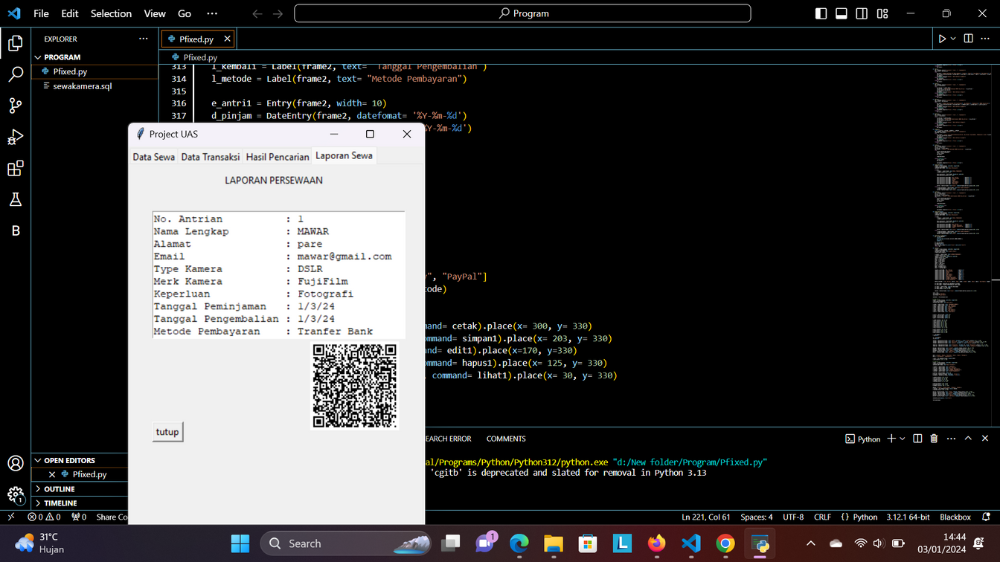 File Edit Selection View Go ···
Program
EXPLORER ···
PROGRAM
Pfixed.py
sewakamera.sql
Pfixed.py
Pfixed.py
313 l_kembali = Label(frame2, text= "Tanggal Pengembalian")
314 l_metode = Label(frame2, text= "Metode Pembayaran")
315
316 e_antri1 = Entry(frame2, width= 10)
317 d_pinjam = DateEntry(frame2, datefomat= '%Y-%m-%d')
%Y-%m-%d')
Project UAS
Data Sewa Data Transaksi Hasil Pencarian Laporan Sewa
LAPORAN PERSEWAAN
No. Antrian : 1
Nama Lengkap : MAWAR
Alamat : pare
Email : mawar@gmail.com
Type Kamera : DSLR
Merk Kamera : FujiFilm
Keperluan : Fotografi
Tanggal Peminjaman : 1/3/24
Tanggal Pengembalian : 1/3/24
Metode Pembayaran : Tranfer Bank
tutup
", "PayPal"]
tode)
mand= cetak).place(x= 300, y= 330)
ommand= simpan1).place(x= 203, y= 330)
nd= edit1).place(x=170, y=330)
ommand= hapus1).place(x= 125, y= 330)
command= lihat1).place(x= 30, y= 330)
EARCH ERROR COMMENTS
Python
al/Programs/Python/Python312/python.exe "d:/New folder/Program/Pfixed.py"
'cgitb' is deprecated and slated for removal in Python 3.13
OPEN EDITORS
Pfixed.py
OUTLINE
TIMELINE
B
1
0 0 0 Share Co
Ln 221, Col 61 Spaces: 4 UTF-8 CRLF {} Python 3.12.1 64-bit Blackbox
31°C
Hujan
Search
1
L
14:44
03/01/2024